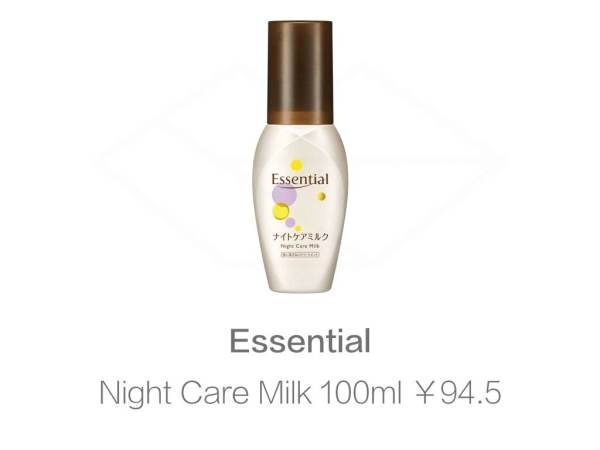 Essential
ナイトケアミルク
Night Care Milk
Essential
Night Care Milk 100ml ￥94.5